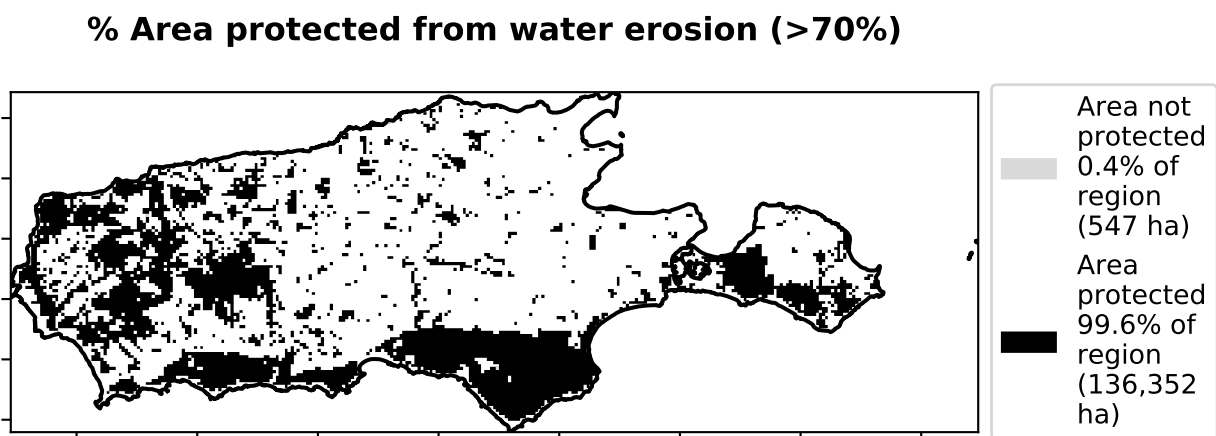 % Area protected from water erosion (>70%)
Area not
protected
0.4% of
region
(547 ha)
Area
protected
99.6% of
region
(136,352
ha)